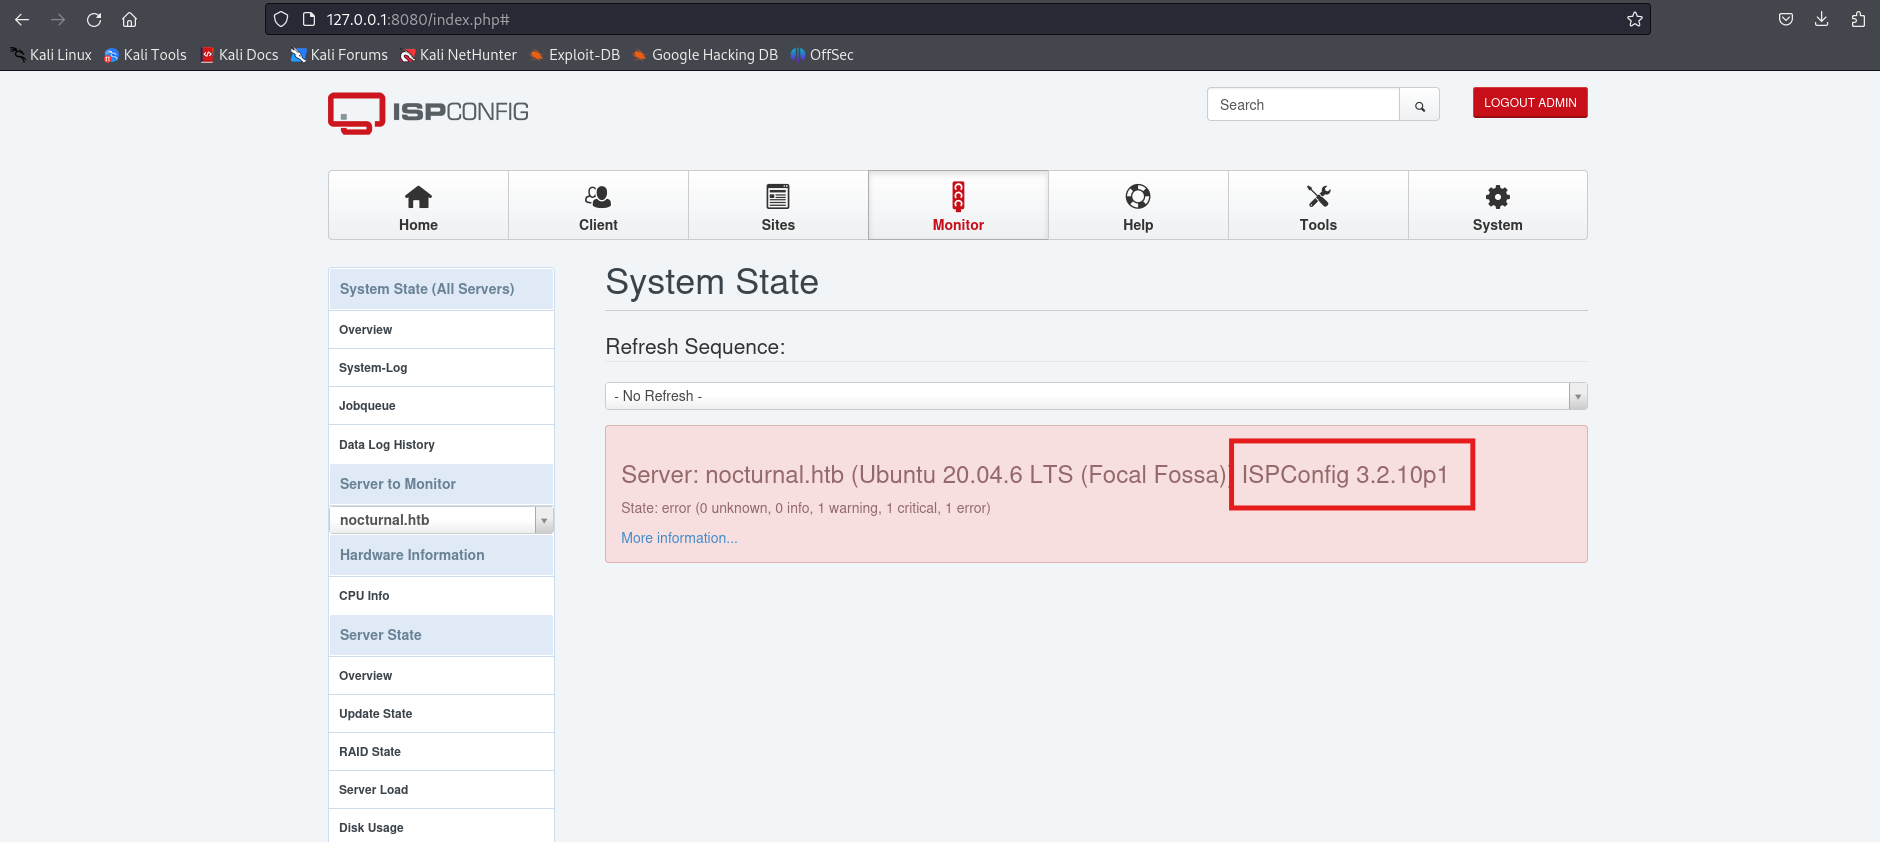 127.0.0.1:8080/index.php#
Kali Linux Kali Tools Kali Docs Kali Forums Kali NetHunter Exploit-DB Google Hacking DB OffSec
ISPCONFIG
Search
LOGOUT ADMIN
Home Client Sites Monitor Help Tools System
System State (All Servers)
Overview
System-Log
Jobqueue
Data Log History
Server to Monitor
nocturnal.htb
Hardware Information
CPU Info
Server State
Overview
Update State
RAID State
Server Load
Disk Usage
System State
Refresh Sequence:
- No Refresh -
Server: nocturnal.htb (Ubuntu 20.04.6 LTS (Focal Fossa)) ISPConfig 3.2.10p1
State: error (0 unknown, 0 info, 1 warning, 1 critical, 1 error)
More information...